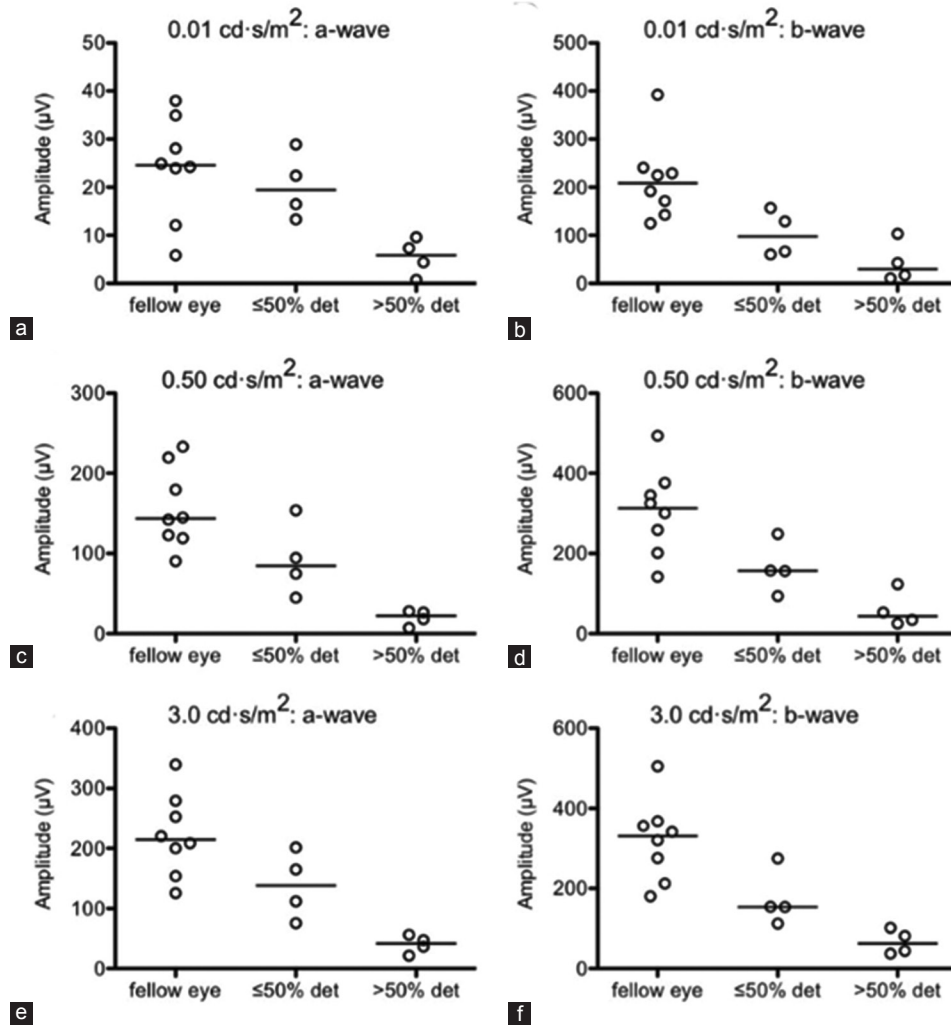 0.01 cd·s/m²: a-wave
Amplitude (µV)
50
40
30
20
10
0
fellow eye ≤50% det >50% det
a
0.01 cd·s/m²: b-wave
Amplitude (µV)
500
400
300
200
100
0
fellow eye ≤50% det >50% det
b
0.50 cd·s/m²: a-wave
Amplitude (µV)
300
200
100
0
fellow eye ≤50% det >50% det
c
0.50 cd·s/m²: b-wave
Amplitude (µV)
600
400
200
0
fellow eye ≤50% det >50% det
d
3.0 cd·s/m²: a-wave
Amplitude (µV)
400
300
200
100
0
fellow eye ≤50% det >50% det
e
3.0 cd·s/m²: b-wave
Amplitude (µV)
600
400
200
0
fellow eye ≤50% det >50% det
f